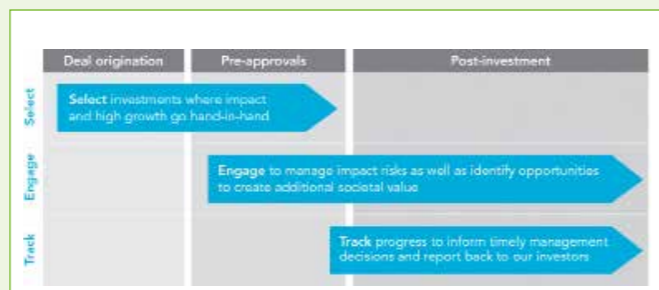 Deal origination
Pre-approvals
Post-investment
Select
Select investments where impact
and high growth go hand-in-hand
Engage
Engage to manage impact risks as well as identify opportunities
to create additional societal value
Track
Track progress to inform timely management
decisions and report back to our investors